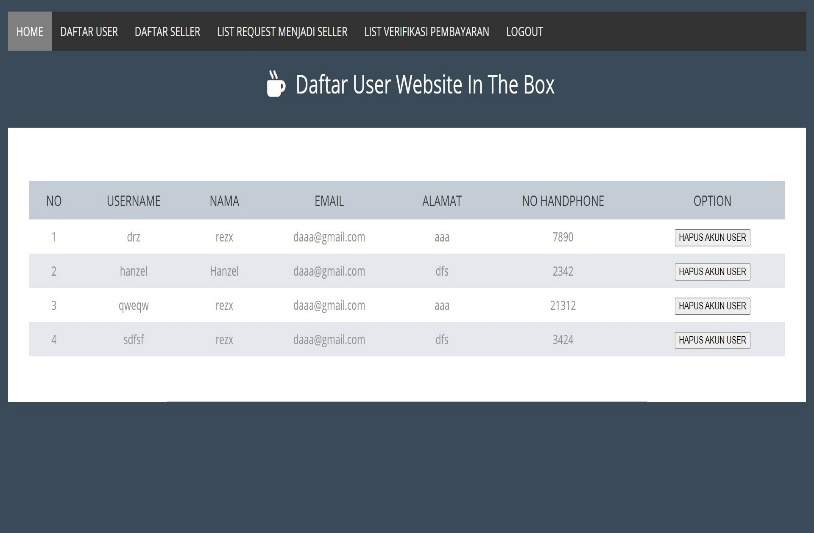 HOME DAFTAR USER DAFTAR SELLER LIST REQUEST MENJADI SELLER LIST VERIFIKASI PEMBAYARAN LOGOUT
Daftar User Website In The Box
NO USERNAME NAMA EMAIL ALAMAT NO HANDPHONE OPTION
1 drz rezx daaa@gmail.com aaa 7890 HAPUS AKUN USER
2 hanzel Hanzel daaa@gmail.com dfs 2342 HAPUS AKUN USER
3 qweqw rezx daaa@gmail.com aaa 21312 HAPUS AKUN USER
4 sdfsf rezx daaa@gmail.com dfs 3424 HAPUS AKUN USER